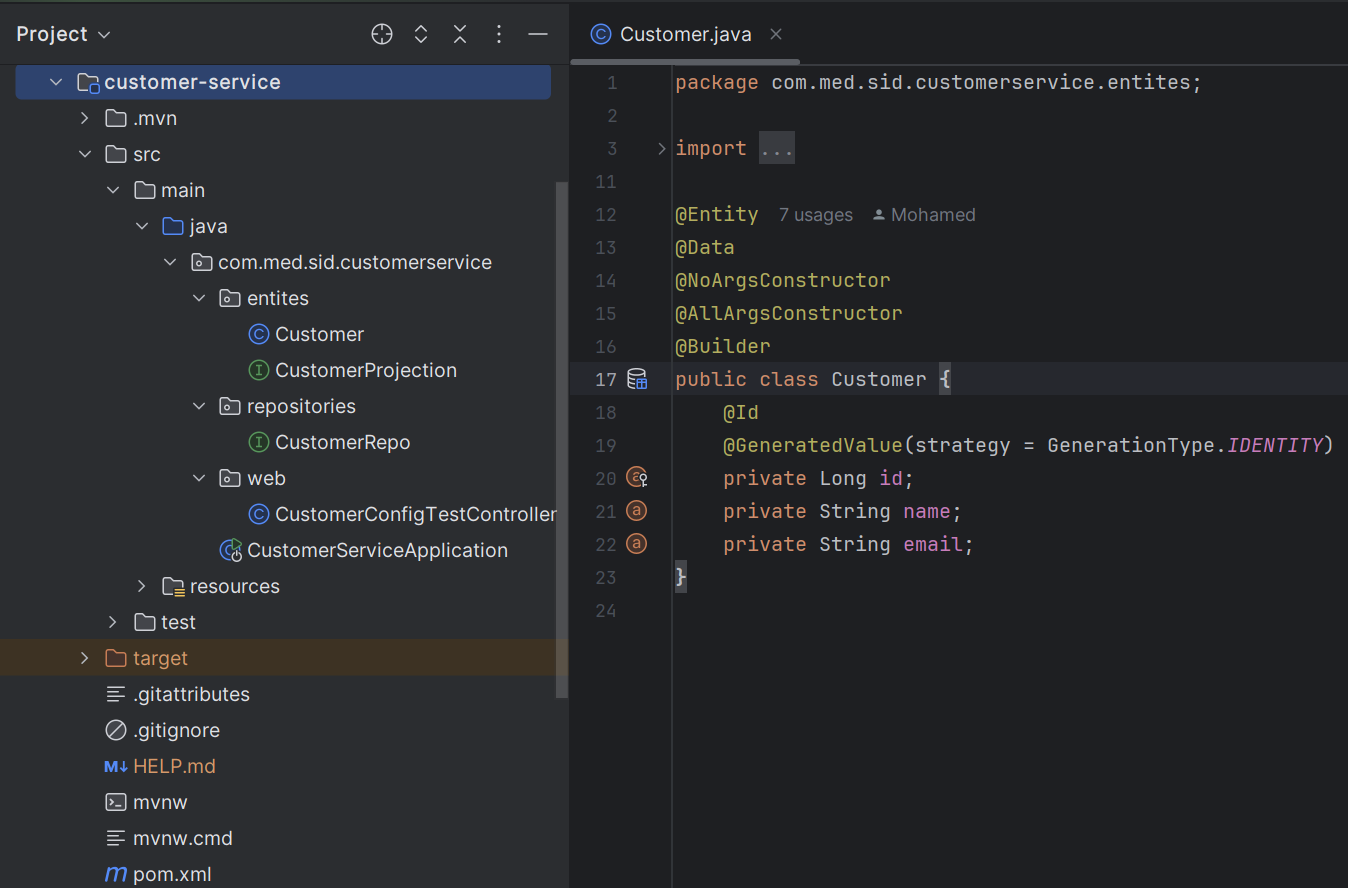 Project
customer-service
.mvn
src
main
java
com.med.sid.customerservice
entites
Customer
CustomerProjection
repositories
CustomerRepo
web
CustomerConfigTestController
CustomerServiceApplication
resources
test
target
.gitattributes
.gitignore
HELP.md
mvnw
mvnw.cmd
pom.xml
Customer.java
1 package com.med.sid.customerservice.entites;
2
3 import ...
11
12 @Entity 7 usages Mohamed
13 @Data
14 @NoArgsConstructor
15 @AllArgsConstructor
16 @Builder
17 public class Customer {
18 @Id
19 @GeneratedValue(strategy = GenerationType.IDENTITY)
20 private Long id;
21 private String name;
22 private String email;
23 }
24